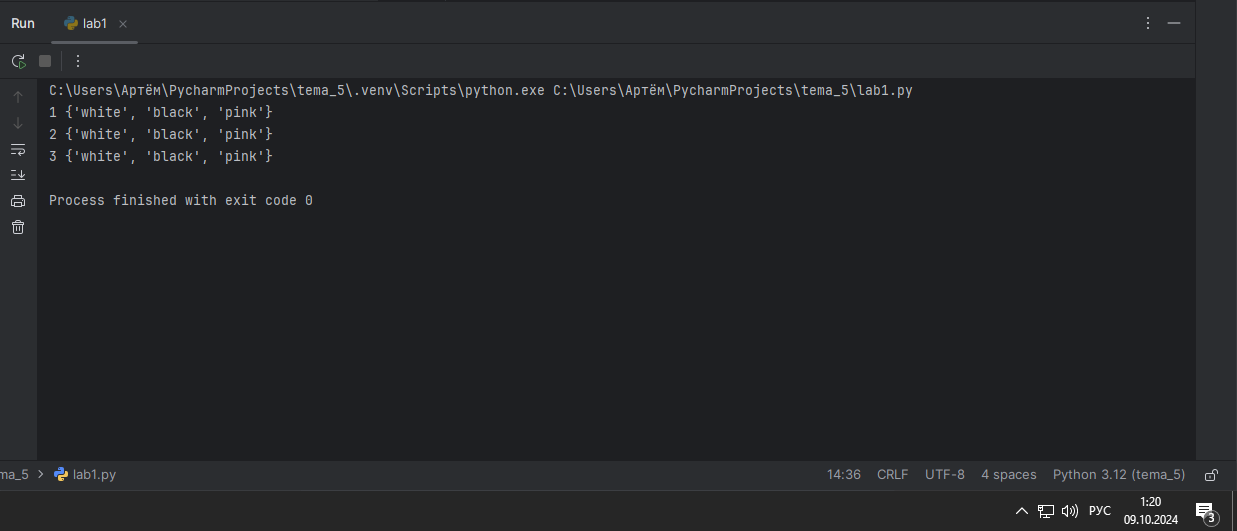 Run lab1
C:\Users\Артём\PycharmProjects\tema_5\.venv\Scripts\python.exe C:\Users\Артём\PycharmProjects\tema_5\lab1.py
1 {'white', 'black', 'pink'}
2 {'white', 'black', 'pink'}
3 {'white', 'black', 'pink'}
Process finished with exit code 0
ma_5 > lab1.py 14:36 CRLF UTF-8 4 spaces Python 3.12 (tema_5)
РУС 1:20
09.10.2024 3